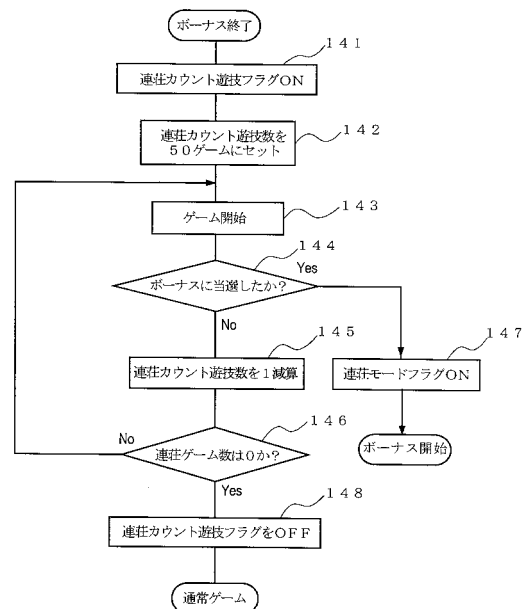 ボーナス終了
141
連荘カウント遊技フラグON
142
連荘カウント遊技数を
50ゲームにセット
143
ゲーム開始
144
ボーナスに当選したか？
Yes
No
145
連荘カウント遊技数を1減算
147
連荘モードフラグON
146
連荘ゲーム数は0か？
No
Yes
ボーナス開始
148
連荘カウント遊技フラグをOFF
通常ゲーム